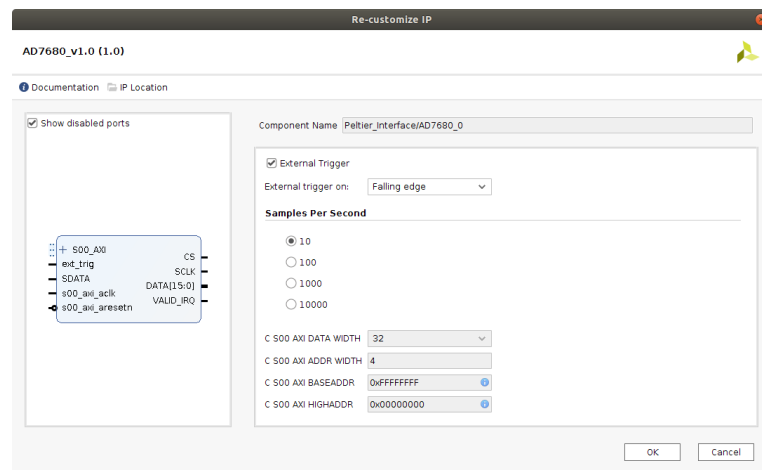 Re-customize IP
AD7680_v1.0 (1.0)
Documentation IP Location
Show disabled ports
S00_AXI
ext_trig
SDATA
s00_axi_aclk
s00_axi_aresetn
CS
SCLK
DATA[15:0]
VALID_IRQ
Component Name Peltier_Interface/AD7680_0
External Trigger
External trigger on: Falling edge
Samples Per Second
10
100
1000
10000
C S00 AXI DATA WIDTH 32
C S00 AXI ADDR WIDTH 4
C S00 AXI BASEADDR 0xFFFFFFFF
C S00 AXI HIGHADDR 0x00000000
OK Cancel